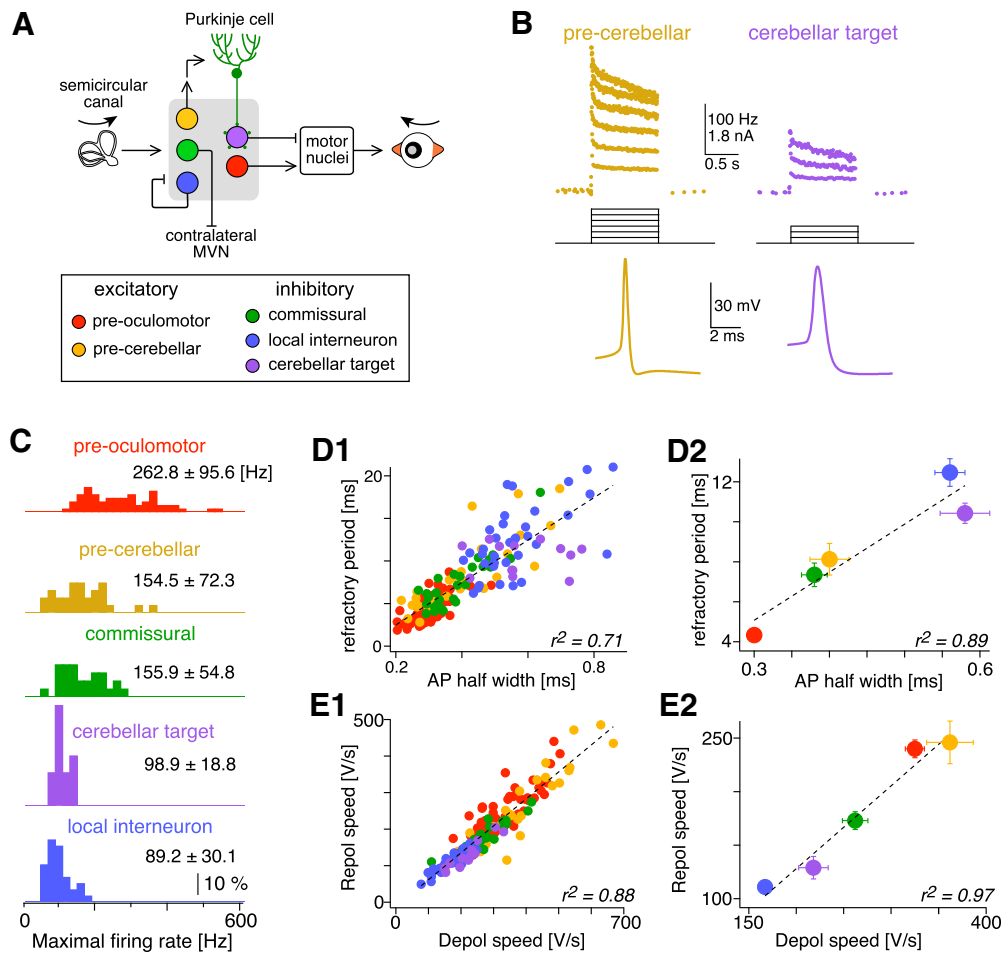 A
Purkinje cell
semicircular
canal
motor
nuclei
contralateral
MVN
excitatory
pre-oculomotor
pre-cerebellar
inhibitory
commissural
local interneuron
cerebellar target
B
pre-cerebellar
cerebellar target
100 Hz
1.8 nA
0.5 s
30 mV
2 ms
C
pre-oculomotor
262.8 ± 95.6 [Hz]
pre-cerebellar
154.5 ± 72.3
commissural
155.9 ± 54.8
cerebellar target
98.9 ± 18.8
local interneuron
89.2 ± 30.1
10 %
0 600
Maximal firing rate [Hz]
D1
20
refractory period [ms]
0
r² = 0.71
0.2 0.8
AP half width [ms]
D2
12
refractory period [ms]
4
r² = 0.89
0.3 0.6
AP half width [ms]
E1
500
Repol speed [V/s]
0
r² = 0.88
0 700
Depol speed [V/s]
E2
250
Repol speed [V/s]
100
r² = 0.97
150 400
Depol speed [V/s]